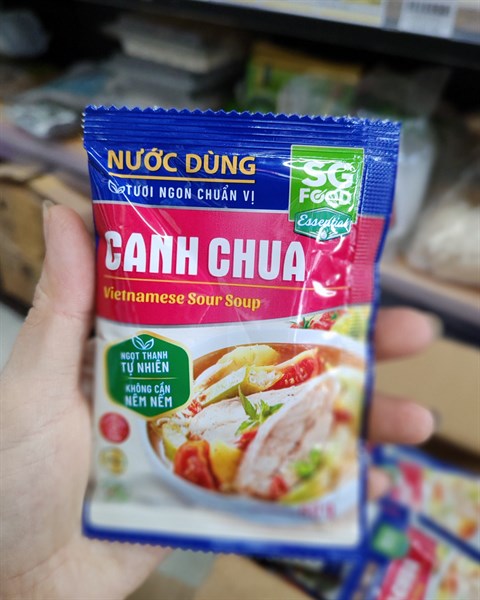 NƯỚC DÙNG
TƯƠI NGON CHUẨN VỊ
SG
FOOD
Essential
CANH CHUA
Vietnamese Sour Soup
NGỌT THANH
TỰ NHIÊN
KHÔNG CẦN
NÊM NẾM